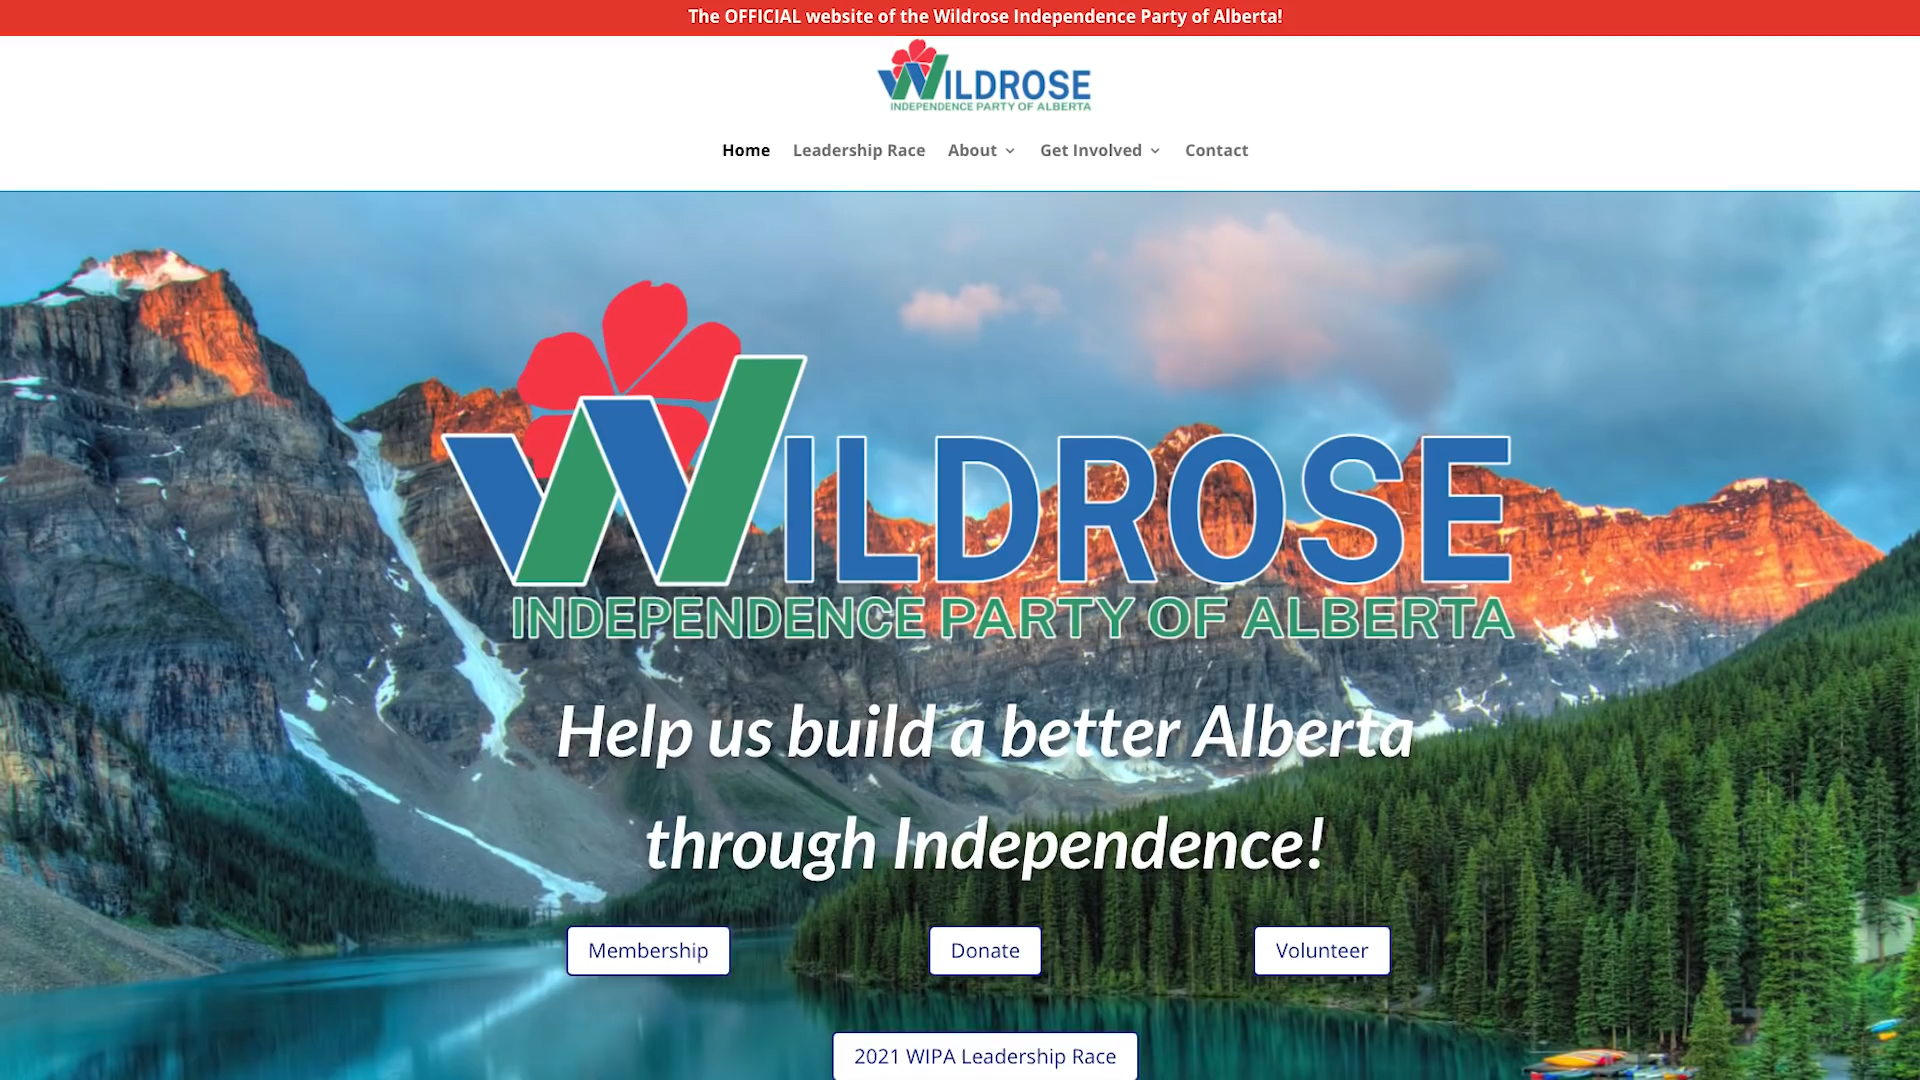 The OFFICIAL website of the Wildrose Independence Party of Alberta!
WILDROSE
INDEPENDENCE PARTY OF ALBERTA
Home Leadership Race About Get Involved Contact
WILDROSE
INDEPENDENCE PARTY OF ALBERTA
Help us build a better Alberta
through Independence!
Membership Donate Volunteer
2021 WIPA Leadership Race